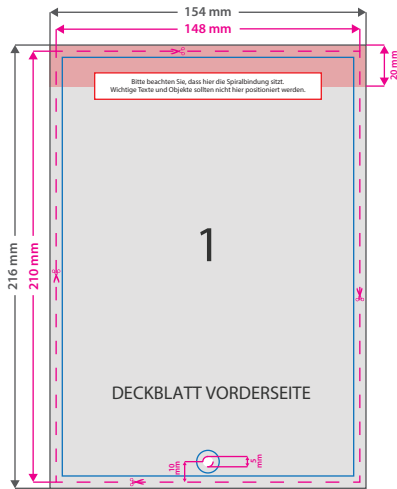 154 mm
148 mm
20 mm
Bitte beachten Sie, dass hier die Spiralbindung sitzt.
Wichtige Texte und Objekte sollten nicht hier positioniert werden.
216 mm
210 mm
1
DECKBLATT VORDERSEITE
10 mm
5 mm